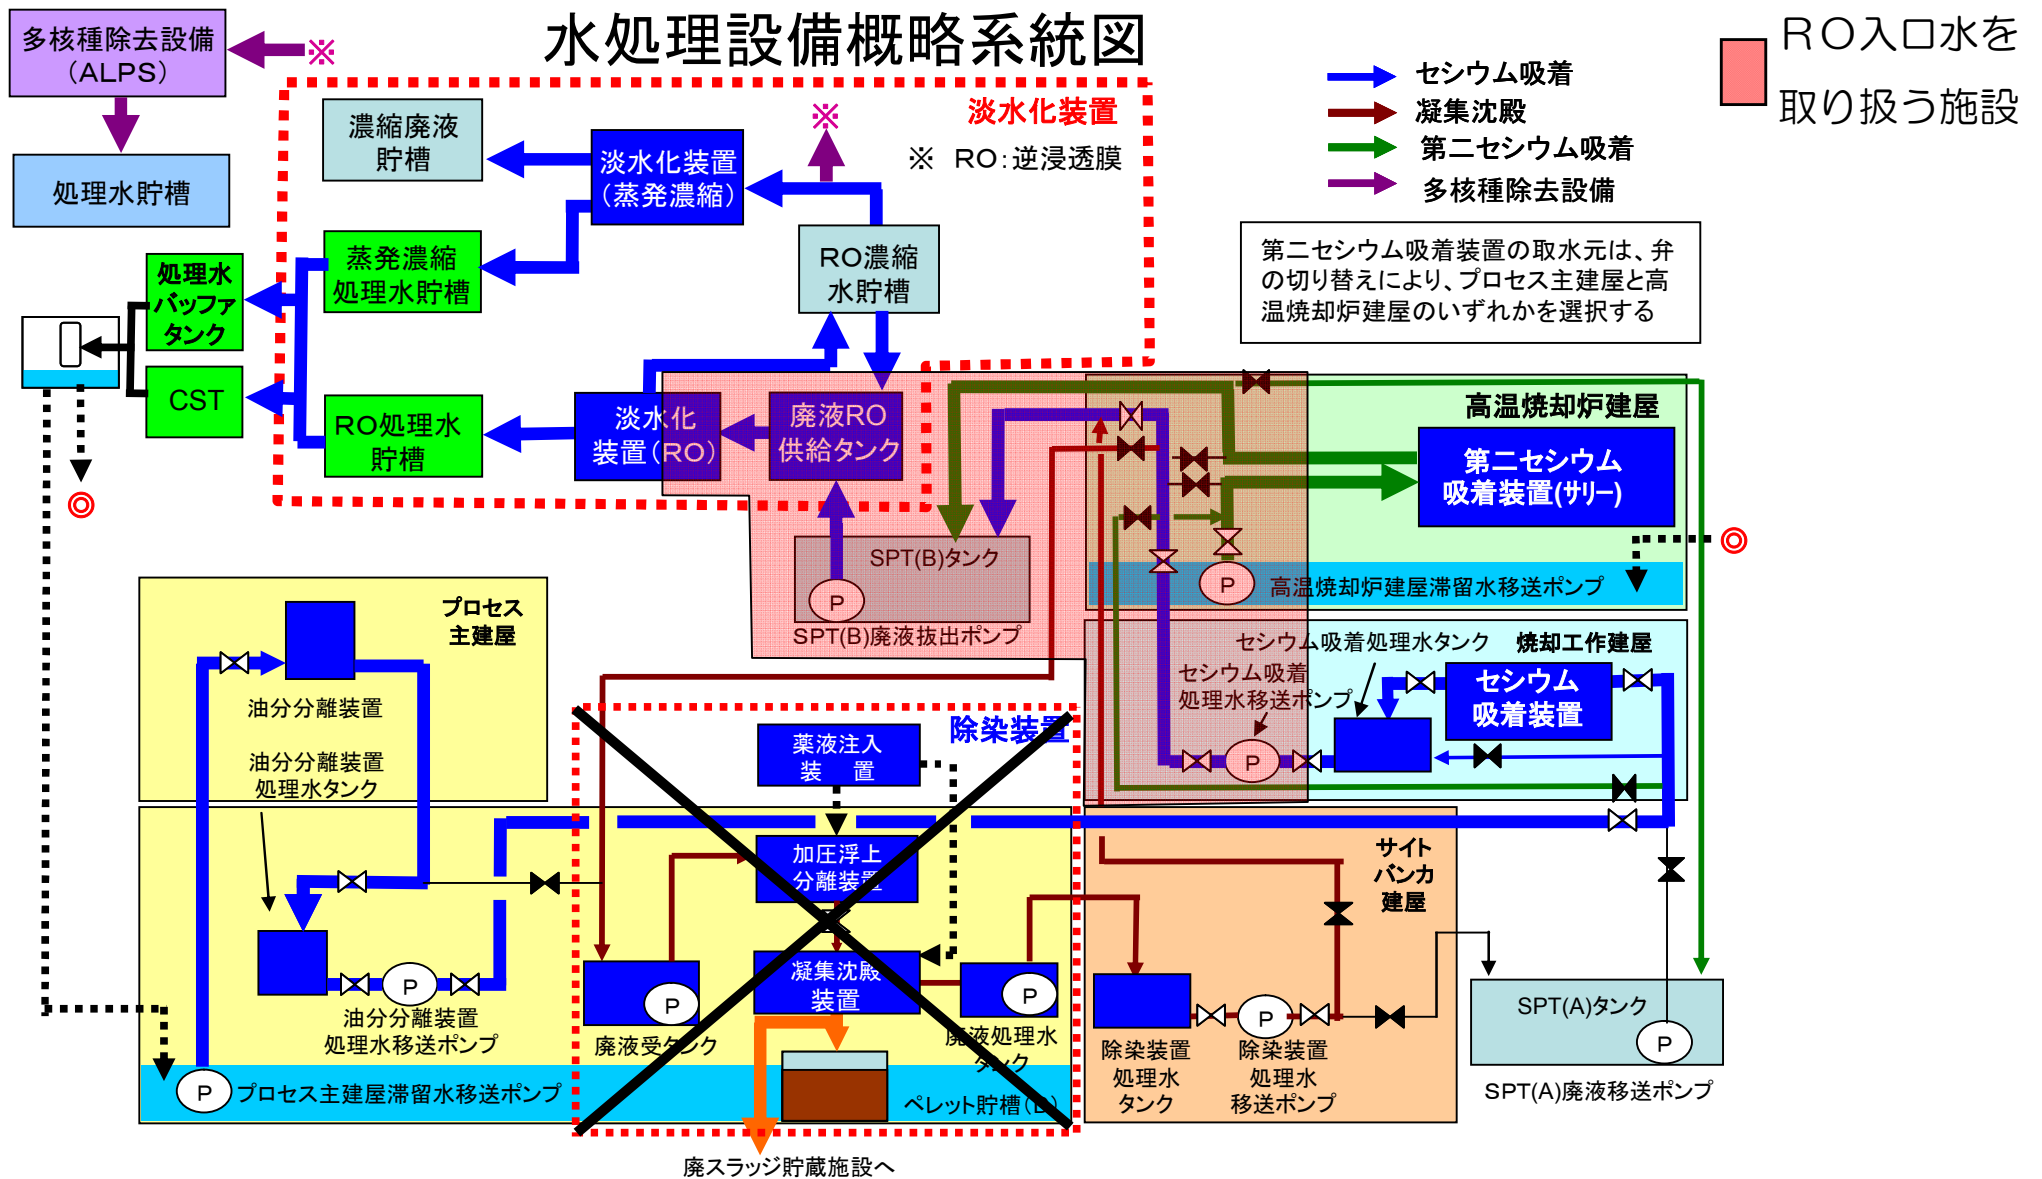 水処理設備概略系統図
多核種除去設備
（ALPS）
※
処理水貯槽
濃縮廃液
貯槽
淡水化装置
（蒸発濃縮）
※
淡水化装置
※　RO：逆浸透膜
セシウム吸着
凝集沈殿
第二セシウム吸着
多核種除去設備
ＲＯ入口水を
取り扱う施設
第二セシウム吸着装置の取水元は、弁
の切り替えにより、プロセス主建屋と高
温焼却炉建屋のいずれかを選択する
処理水
バッファ
タンク
CST
蒸発濃縮
処理水貯槽
RO濃縮
水貯槽
RO処理水
貯槽
淡水化
装置（RO）
廃液RO
供給タンク
◎
SPT(B)タンク
P
SPT(B)廃液抜出ポンプ
高温焼却炉建屋
第二セシウム
吸着装置(サリー)
◎
P
高温焼却炉建屋滞留水移送ポンプ
セシウム吸着処理水タンク
焼却工作建屋
セシウム吸着
処理水移送ポンプ
セシウム
吸着装置
P
プロセス
主建屋
油分分離装置
油分分離装置
処理水タンク
P
油分分離装置
処理水移送ポンプ
P
プロセス主建屋滞留水移送ポンプ
除染装置
薬液注入
装　置
加圧浮上
分離装置
凝集沈殿
装置
P
廃液受タンク
P
廃液処理水
タンク
ペレット貯槽（D）
廃スラッジ貯蔵施設へ
サイト
バンカ
建屋
除染装置
処理水
タンク
P
除染装置
処理水
移送ポンプ
SPT(A)タンク
P
SPT(A)廃液移送ポンプ